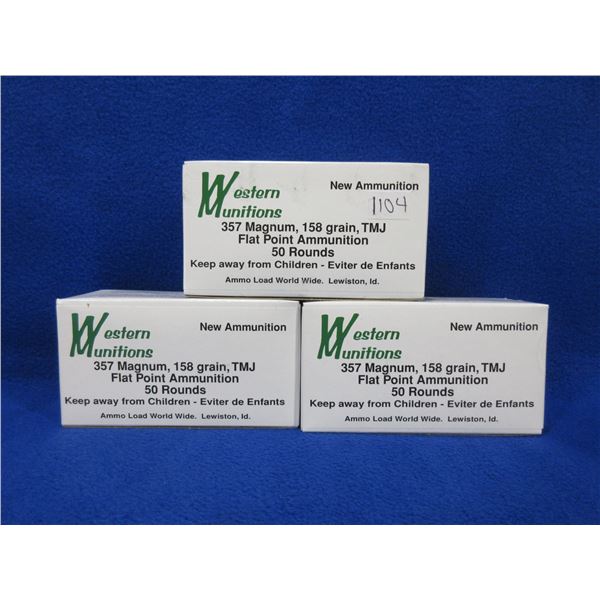 Western
Munitions
New Ammunition
1104
357 Magnum, 158 grain, TMJ
Flat Point Ammunition
50 Rounds
Keep away from Children - Eviter de Enfants
Ammo Load World Wide. Lewiston, Id.
Western
Munitions
New Ammunition
357 Magnum, 158 grain, TMJ
Flat Point Ammunition
50 Rounds
Keep away from Children - Eviter de Enfants
Ammo Load World Wide. Lewiston, Id.
Western
Munitions
New Ammunition
357 Magnum, 158 grain, TMJ
Flat Point Ammunition
50 Rounds
Keep away from Children - Eviter de Enfants
Ammo Load World Wide. Lewiston, Id.